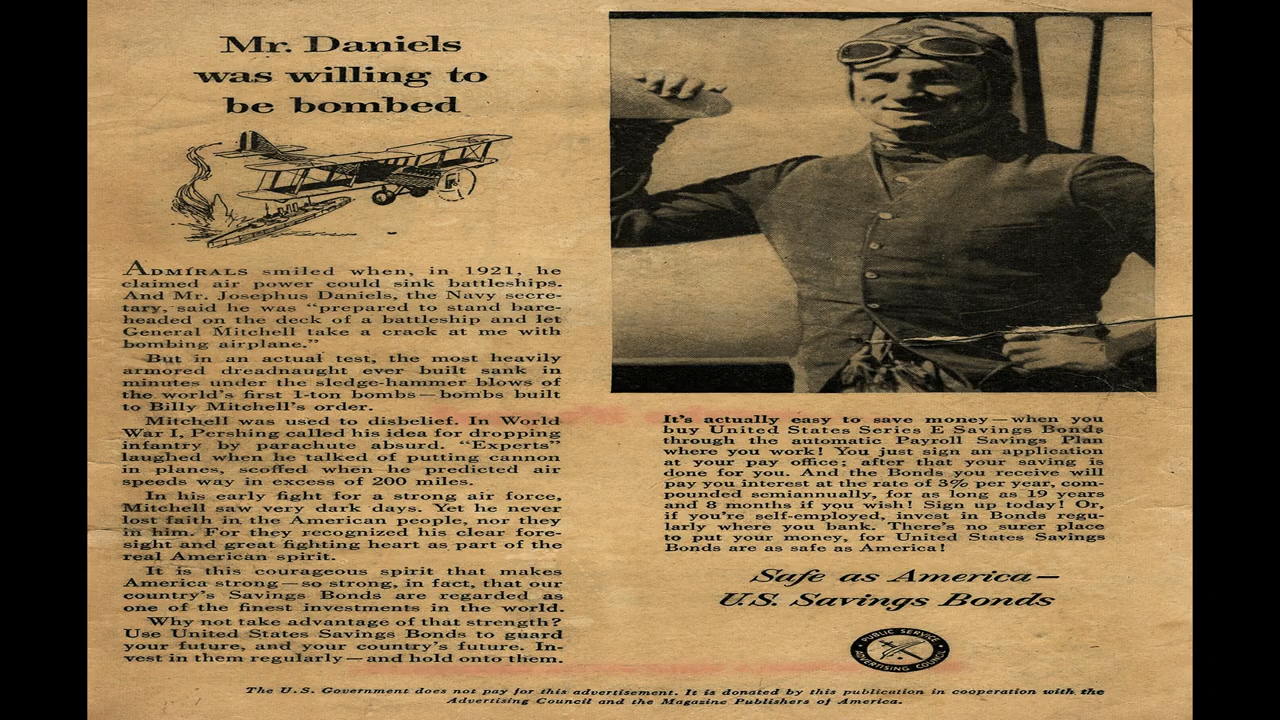 Mr. Daniels
was willing to
be bombed
ADMIRALS smiled when, in 1921, he
claimed air power could sink battleships.
And Mr. Josephus Daniels, the Navy secre-
tary, said he was “prepared to stand bare-
headed on the deck of a battleship and let
General Mitchell take a crack at me with
bombing airplane.”
But in an actual test, the most heavily
armored dreadnaught ever built sank in
minutes under the sledge-hammer blows of
the world's first 1-ton bombs—bombs built
to Billy Mitchell's order.
Mitchell was used to disbelief. In World
War I, Pershing called his idea for dropping
infantry by parachute absurd. “Experts”
laughed when he talked of putting cannon
in planes, scoffed when he predicted air
speeds way in excess of 200 miles.
In his early fight for a strong air force,
Mitchell saw very dark days. Yet he never
lost faith in the American people, nor they
in him. For they recognized his clear fore-
sight and great fighting heart as part of the
real American spirit.
It is this courageous spirit that makes
America strong—so strong, in fact, that our
country's Savings Bonds are regarded as
one of the finest investments in the world.
Why not take advantage of that strength?
Use United States Savings Bonds to guard
your future, and your country's future. In-
vest in them regularly—and hold onto them.
It's actually easy to save money—when you
buy United States Series E Savings Bonds
through the automatic Payroll Savings Plan
where you work! You just sign an application
at your pay office; after that your saving is
done for you. And the Bonds you receive will
pay you interest at the rate of 3% per year, com-
pounded semiannually, for as long as 19 years
and 8 months if you wish! Sign up today! Or,
if you're self-employed, invest in Bonds regu-
larly where you bank. There's no surer place
to put your money, for United States Savings
Bonds are as safe as America!
Safe as America—
U.S. Savings Bonds
PUBLIC SERVICE
ADVERTISING COUNCIL
The U.S. Government does not pay for this advertisement. It is donated by this publication in cooperation with the
Advertising Council and the Magazine Publishers of America.